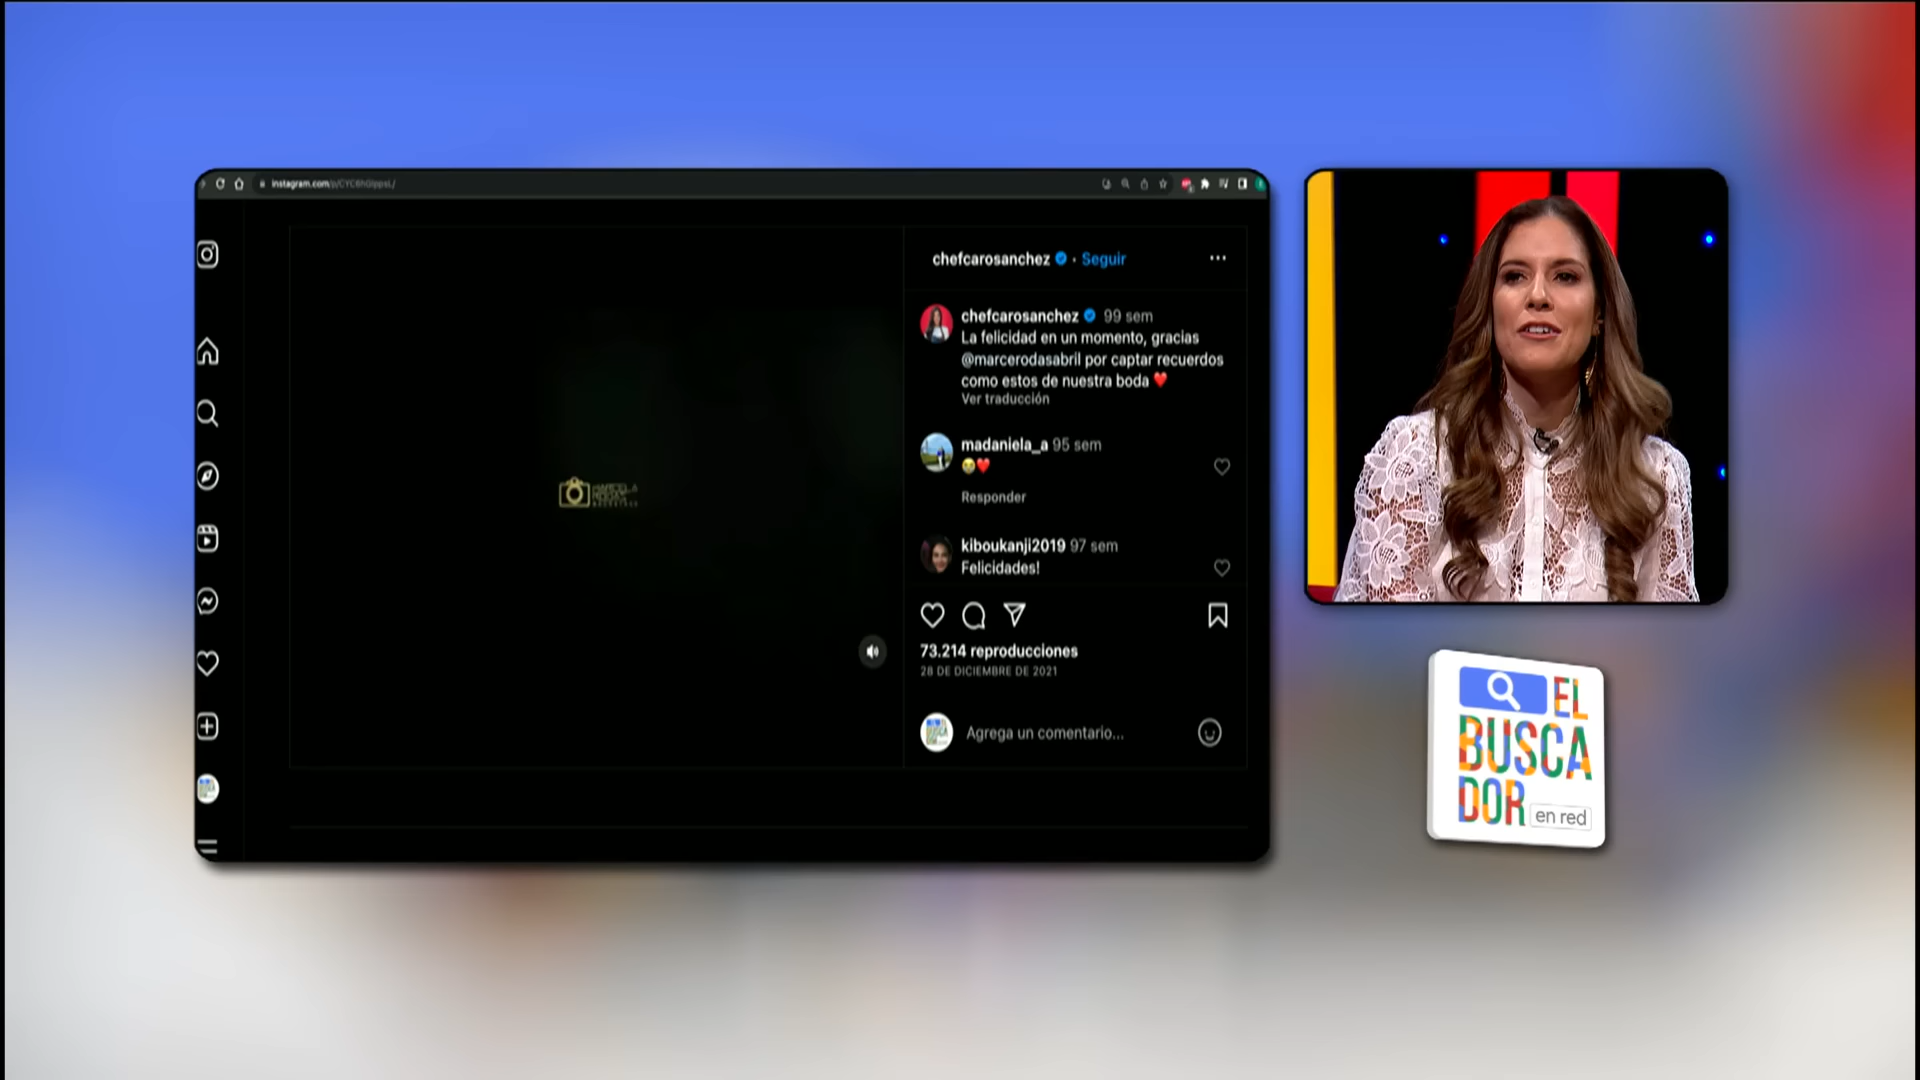 instagram.com
chefcarosanchez • Seguir
chefcarosanchez 99 sem
La felicidad en un momento, gracias
@marcerodasabril por captar recuerdos
como estos de nuestra boda ❤️
Ver traducción
madaniela_a 95 sem
😭❤️
Responder
kiboukanji2019 97 sem
Felicidades!
73.214 reproducciones
28 DE DICIEMBRE DE 2021
Agrega un comentario...
EL
BUSCA
DOR en red